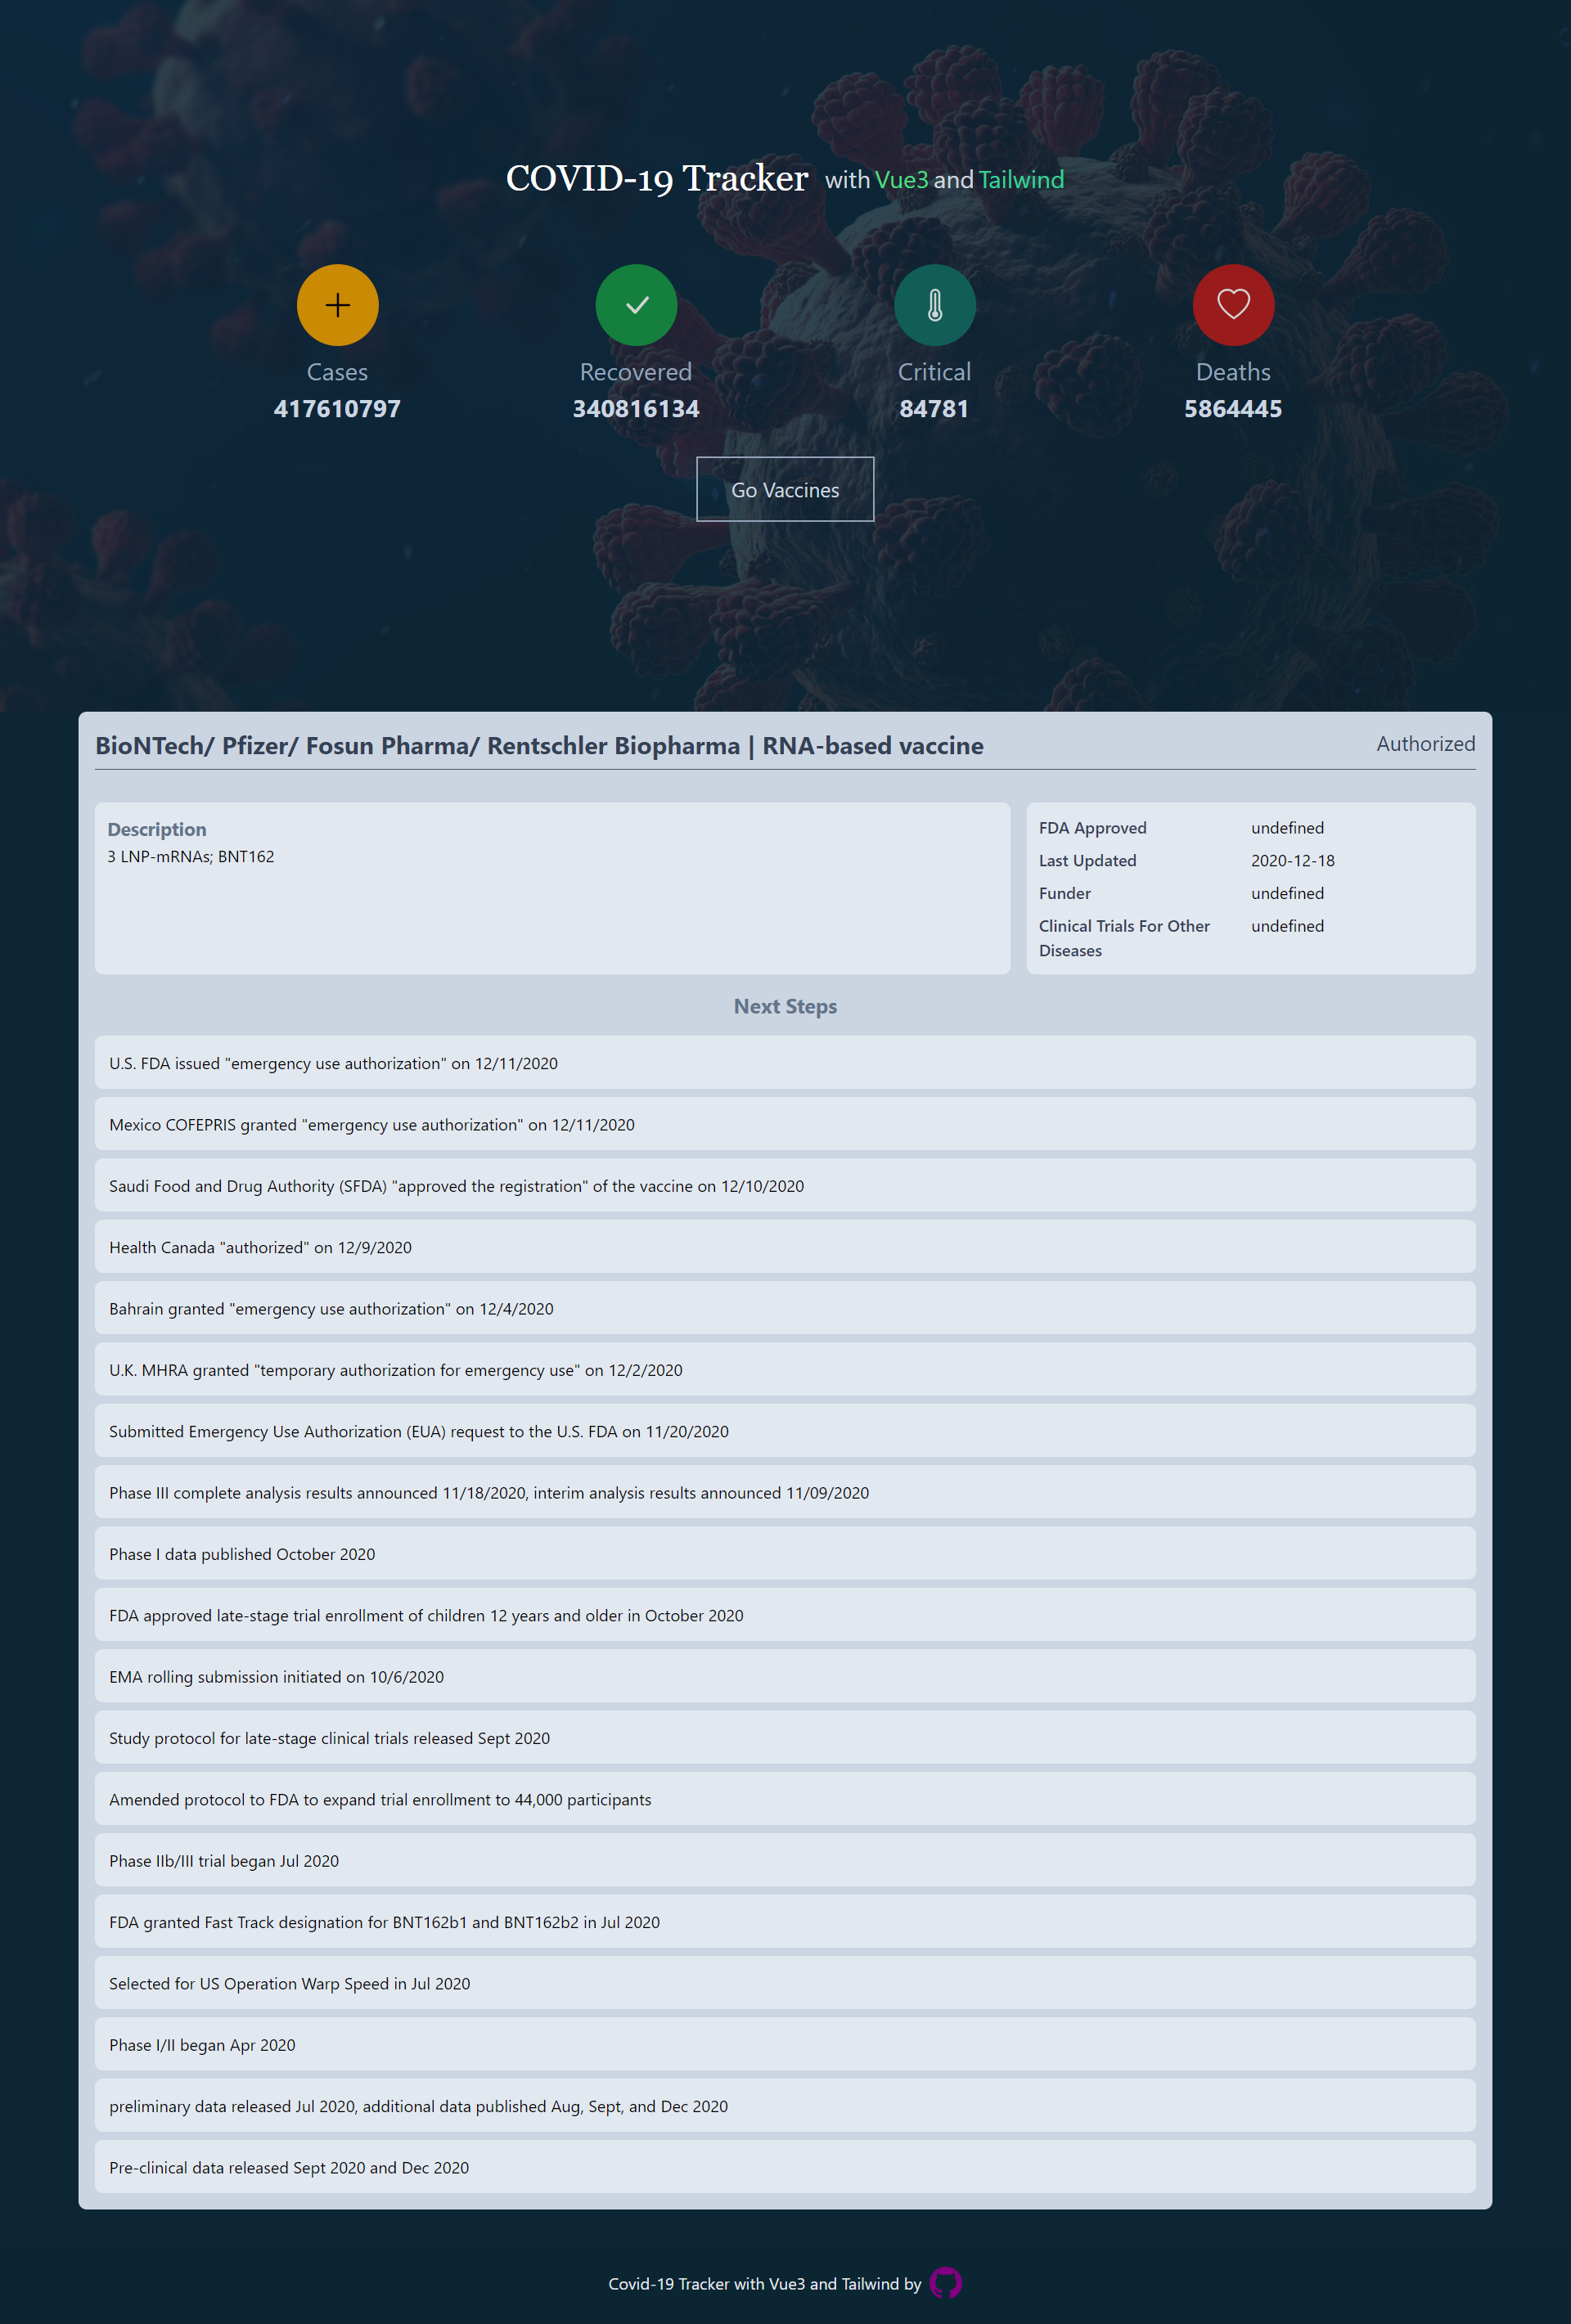 COVID-19 Tracker with Vue3 and Tailwind
Cases
417610797
Recovered
340816134
Critical
84781
Deaths
5864445
Go Vaccines
BioNTech/ Pfizer/ Fosun Pharma/ Rentschler Biopharma | RNA-based vaccine
Authorized
Description
3 LNP-mRNAs; BNT162
FDA Approved undefined
Last Updated 2020-12-18
Funder undefined
Clinical Trials For Other undefined
Diseases
Next Steps
U.S. FDA issued "emergency use authorization" on 12/11/2020
Mexico COFEPRIS granted "emergency use authorization" on 12/11/2020
Saudi Food and Drug Authority (SFDA) "approved the registration" of the vaccine on 12/10/2020
Health Canada "authorized" on 12/9/2020
Bahrain granted "emergency use authorization" on 12/4/2020
U.K. MHRA granted "temporary authorization for emergency use" on 12/2/2020
Submitted Emergency Use Authorization (EUA) request to the U.S. FDA on 11/20/2020
Phase III complete analysis results announced 11/18/2020, interim analysis results announced 11/09/2020
Phase I data published October 2020
FDA approved late-stage trial enrollment of children 12 years and older in October 2020
EMA rolling submission initiated on 10/6/2020
Study protocol for late-stage clinical trials released Sept 2020
Amended protocol to FDA to expand trial enrollment to 44,000 participants
Phase IIb/III trial began Jul 2020
FDA granted Fast Track designation for BNT162b1 and BNT162b2 in Jul 2020
Selected for US Operation Warp Speed in Jul 2020
Phase I/II began Apr 2020
preliminary data released Jul 2020, additional data published Aug, Sept, and Dec 2020
Pre-clinical data released Sept 2020 and Dec 2020
Covid-19 Tracker with Vue3 and Tailwind by